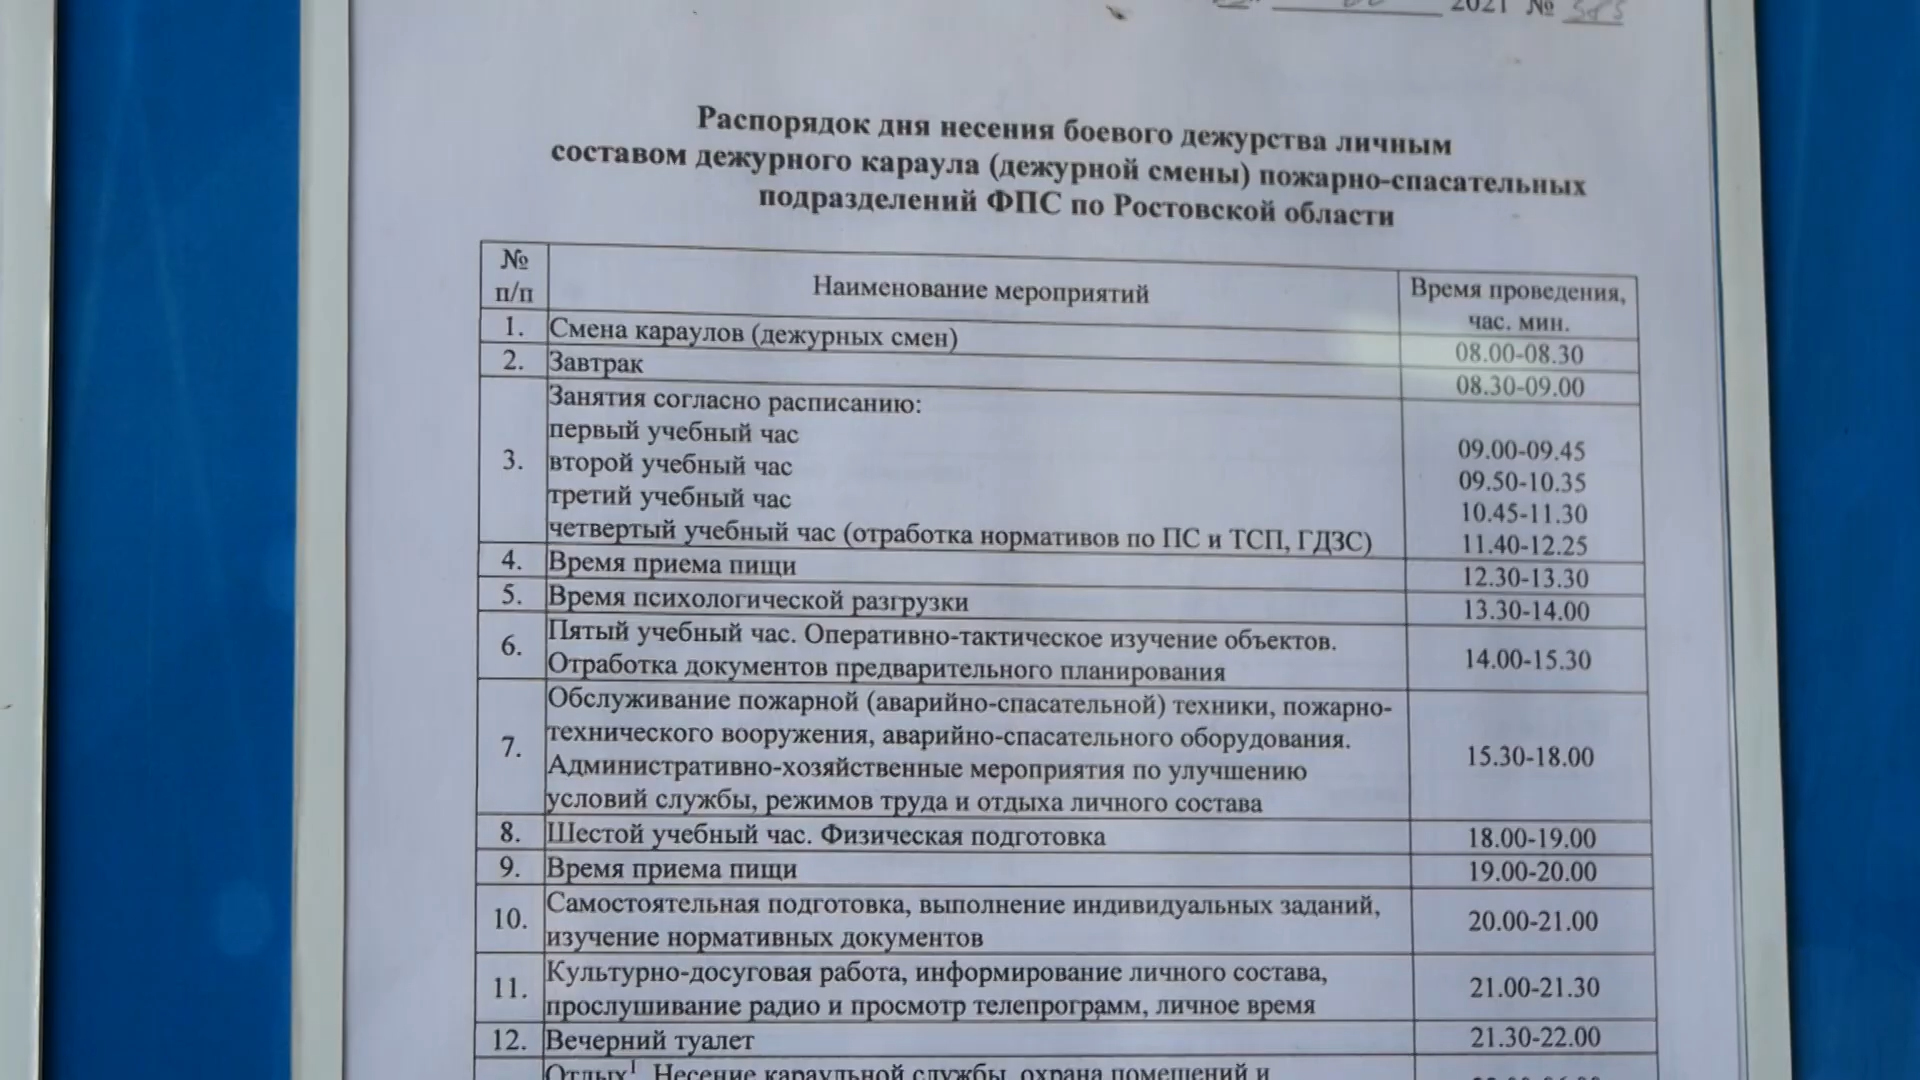 2021 №
Распорядок дня несения боевого дежурства личным
составом дежурного караула (дежурной смены) пожарно-спасательных
подразделений ФПС по Ростовской области
№ п/п
Наименование мероприятий
Время проведения,
час. мин.
1. Смена караулов (дежурных смен) 08.00-08.30
2. Завтрак 08.30-09.00
3. Занятия согласно расписанию:
первый учебный час 09.00-09.45
второй учебный час 09.50-10.35
третий учебный час 10.45-11.30
четвертый учебный час (отработка нормативов по ПС и ТСП, ГДЗС) 11.40-12.25
4. Время приема пищи 12.30-13.30
5. Время психологической разгрузки 13.30-14.00
6. Пятый учебный час. Оперативно-тактическое изучение объектов.
Отработка документов предварительного планирования 14.00-15.30
7. Обслуживание пожарной (аварийно-спасательной) техники, пожарно-
технического вооружения, аварийно-спасательного оборудования.
Административно-хозяйственные мероприятия по улучшению
условий службы, режимов труда и отдыха личного состава 15.30-18.00
8. Шестой учебный час. Физическая подготовка 18.00-19.00
9. Время приема пищи 19.00-20.00
10. Самостоятельная подготовка, выполнение индивидуальных заданий,
изучение нормативных документов 20.00-21.00
11. Культурно-досуговая работа, информирование личного состава,
прослушивание радио и просмотр телепрограмм, личное время 21.00-21.30
12. Вечерний туалет 21.30-22.00
Отдых¹. Несение караульной службы, охрана помещений и